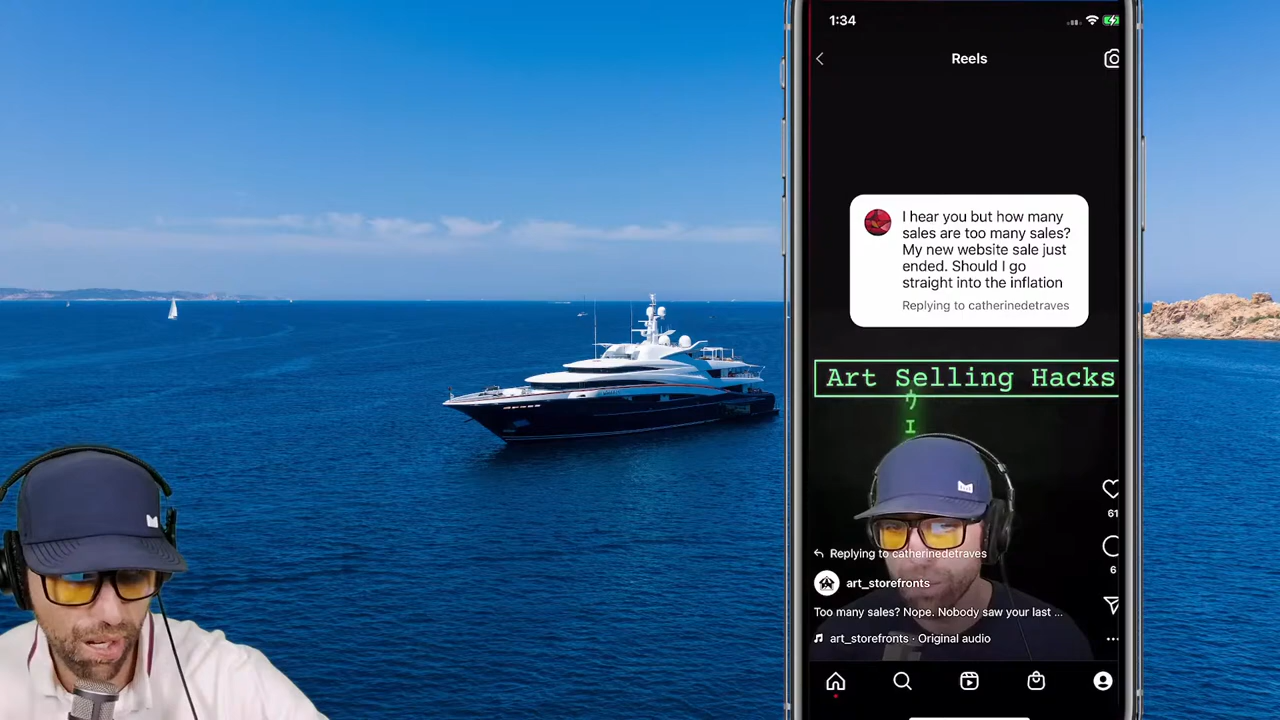 1:34
Reels
I hear you but how many
sales are too many sales?
My new website sale just
ended. Should I go
straight into the inflation
Replying to catherinedetraves
Art Selling Hacks
ウ
I
Replying to catherinedetraves
art_storefronts
Too many sales? Nope. Nobody saw your last ...
art_storefronts · Original audio
61
6